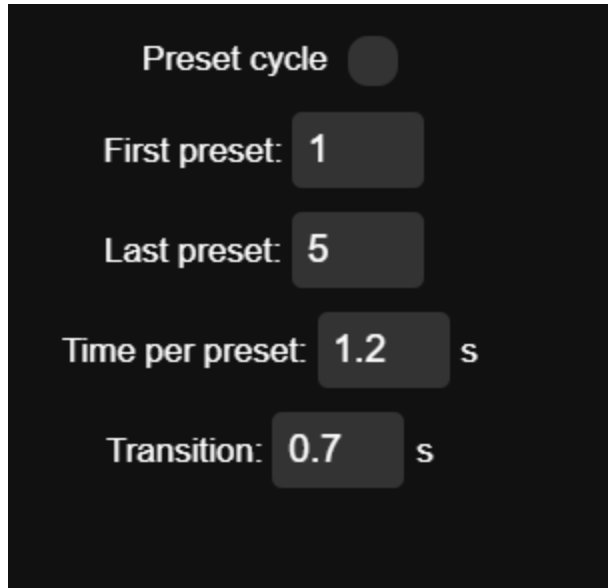 Preset cycle
First preset: 1
Last preset: 5
Time per preset: 1.2 s
Transition: 0.7 s